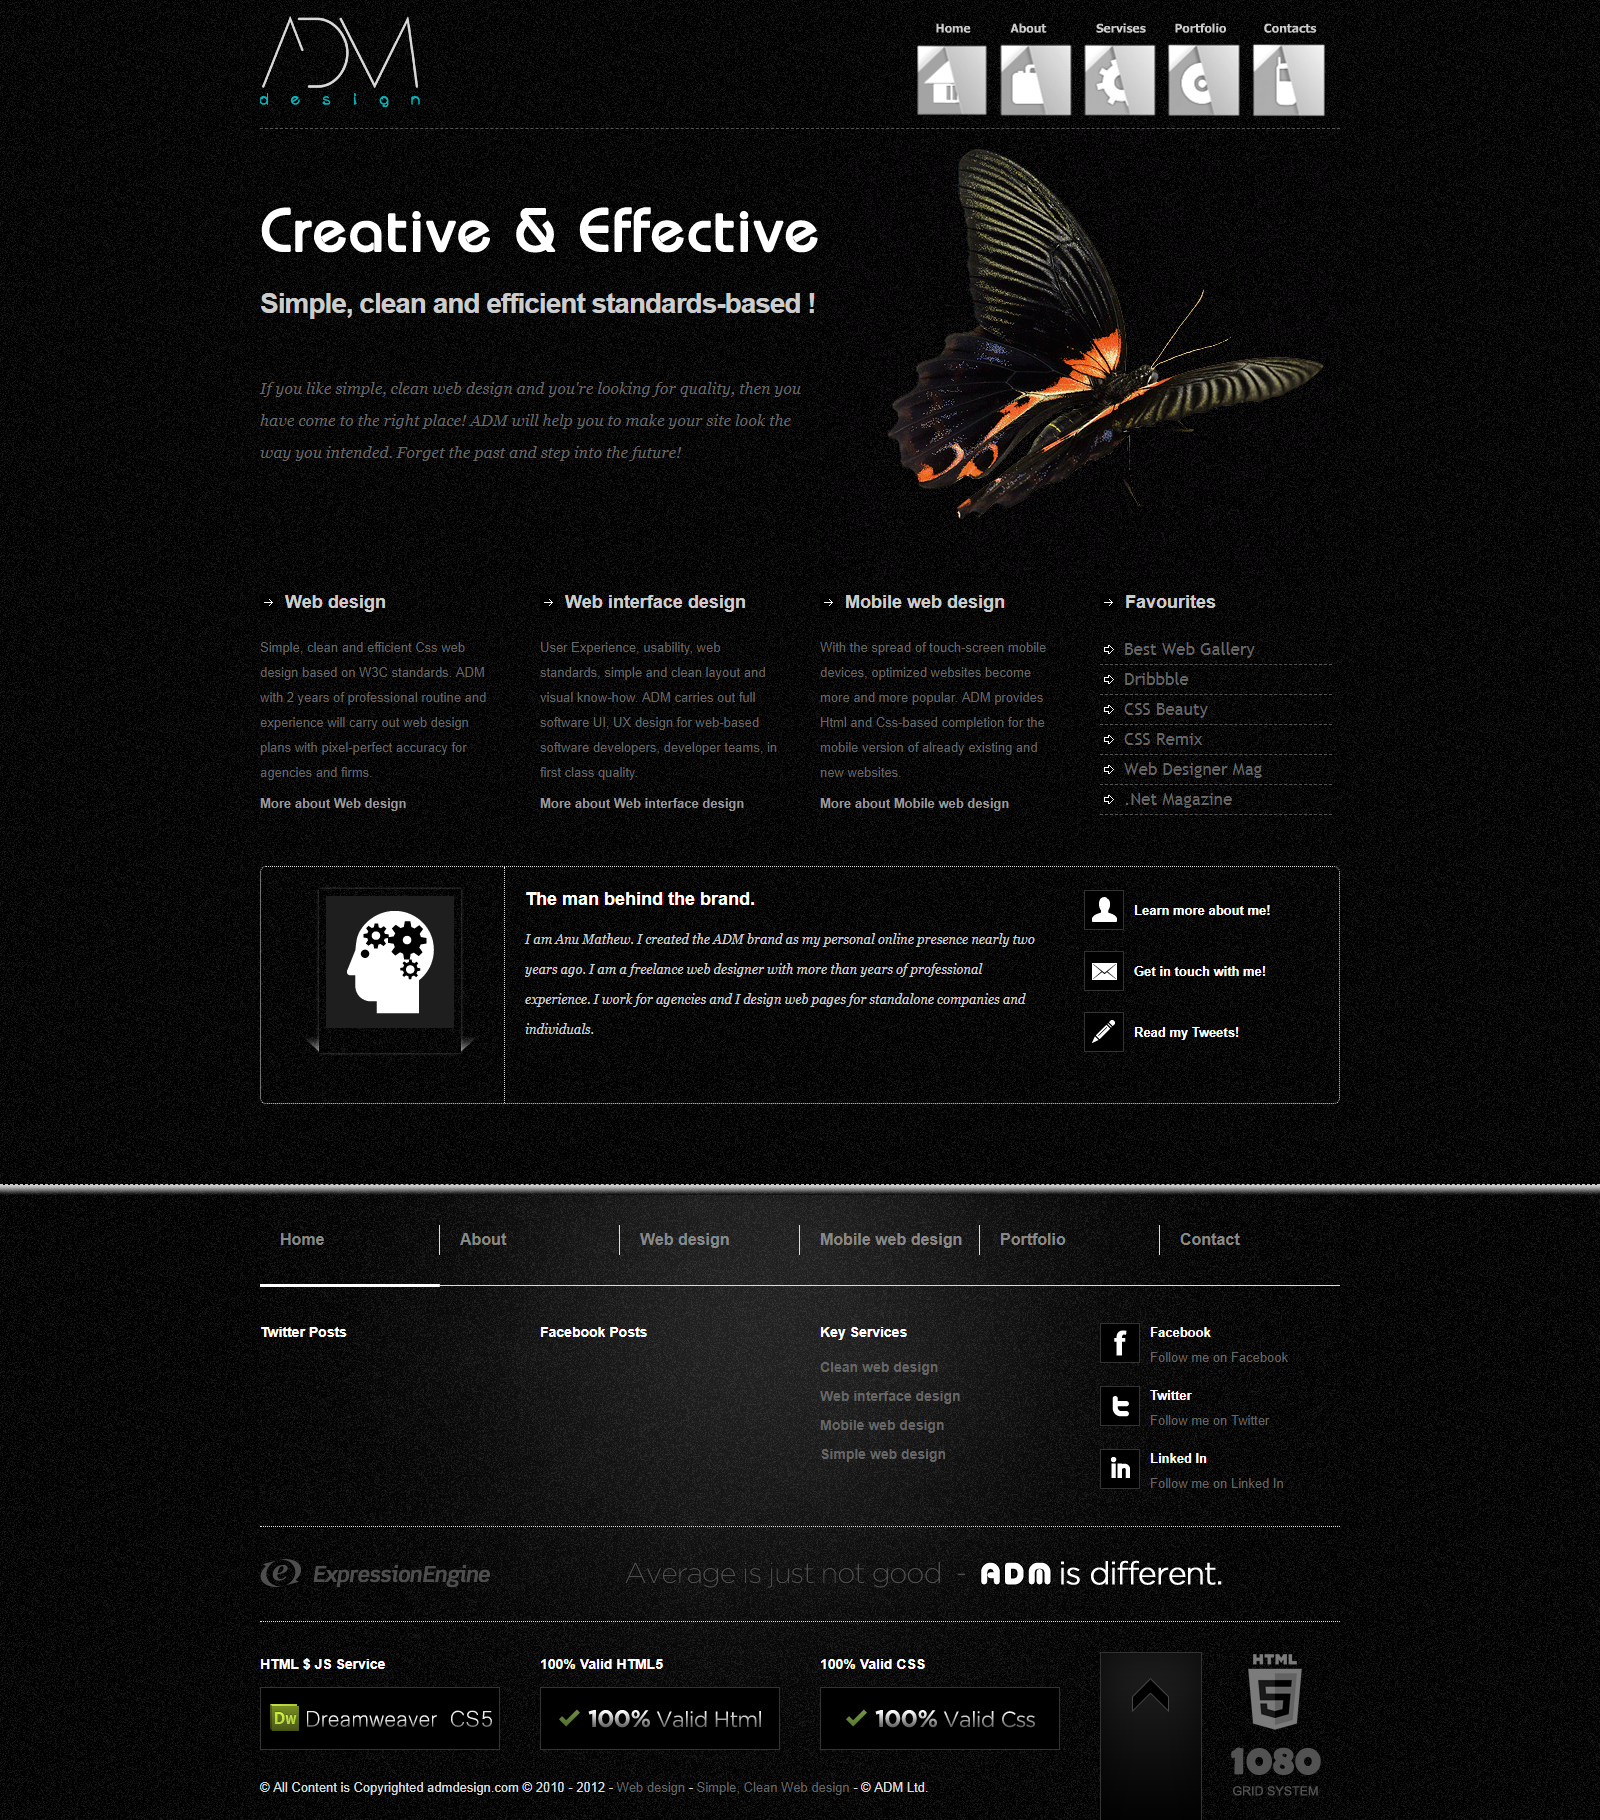 ADM
design
Home About Servises Portfolio Contacts
Creative & Effective
Simple, clean and efficient standards-based !
If you like simple, clean web design and you're looking for quality, then you
have come to the right place! ADM will help you to make your site look the
way you intended. Forget the past and step into the future!
Web design
Simple, clean and efficient Css web
design based on W3C standards. ADM
with 2 years of professional routine and
experience will carry out web design
plans with pixel-perfect accuracy for
agencies and firms.
More about Web design
Web interface design
User Experience, usability, web
standards, simple and clean layout and
visual know-how. ADM carries out full
software UI, UX design for web-based
software developers, developer teams, in
first class quality.
More about Web interface design
Mobile web design
With the spread of touch-screen mobile
devices, optimized websites become
more and more popular. ADM provides
Html and Css-based completion for the
mobile version of already existing and
new websites.
More about Mobile web design
Favourites
Best Web Gallery
Dribbble
CSS Beauty
CSS Remix
Web Designer Mag
.Net Magazine
The man behind the brand.
I am Anu Mathew. I created the ADM brand as my personal online presence nearly two
years ago. I am a freelance web designer with more than years of professional
experience. I work for agencies and I design web pages for standalone companies and
individuals.
Learn more about me!
Get in touch with me!
Read my Tweets!
Home About Web design Mobile web design Portfolio Contact
Twitter Posts
Facebook Posts
Key Services
Clean web design
Web interface design
Mobile web design
Simple web design
f
Facebook
Follow me on Facebook
t
Twitter
Follow me on Twitter
in
Linked In
Follow me on Linked In
e ExpressionEngine
Average is just not good - ADM is different.
HTML $ JS Service
Dw Dreamweaver CS5
100% Valid HTML5
100% Valid Html
100% Valid CSS
100% Valid Css
HTML
5
1080
GRID SYSTEM
© All Content is Copyrighted admdesign.com © 2010 - 2012 - Web design - Simple, Clean Web design - © ADM Ltd.